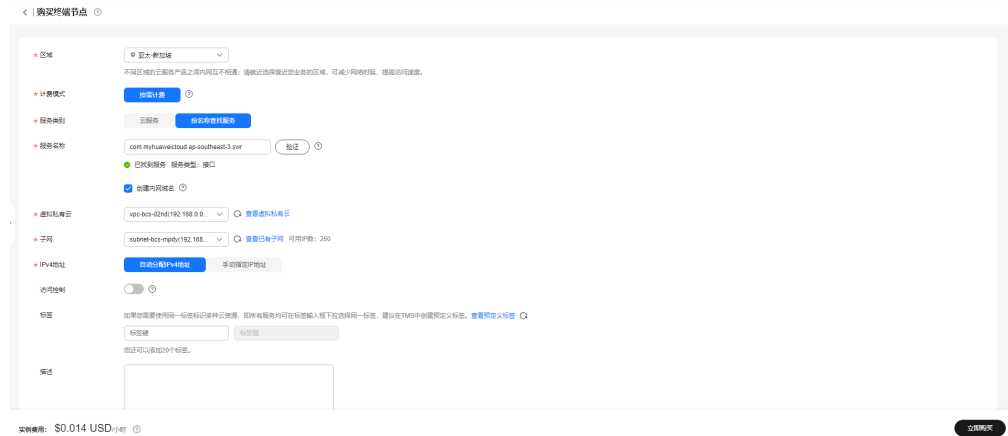 购买终端节点
* 区域
亚太-新加坡
不同区域的云服务产品之间内网互不相通；请就近选择靠近您业务的区域，可减少网络时延，提高访问速度。
* 计费模式
按需计费
* 服务类别
云服务
按名称查找服务
* 服务名称
com.myhuaweicloud.ap-southeast-3.swr
验证
已找到服务 服务类型：接口
创建内网域名
* 虚拟私有云
vpc-bcs-02nd(192.168.0.0...
查看虚拟私有云
* 子网
subnet-bcs-mpdy(192.168...
查看已有子网 可用IP数：250
* IPv4地址
自动分配IPv4地址
手动指定IP地址
访问控制
标签
如果您需要使用同一标签标识多种云资源，即所有服务均可在标签输入框下拉选择同一标签，建议在TMS中创建预定义标签。查看预定义标签
标签键
标签值
您还可以添加20个标签。
描述
实例费用： $0.014 USD/小时
立即购买